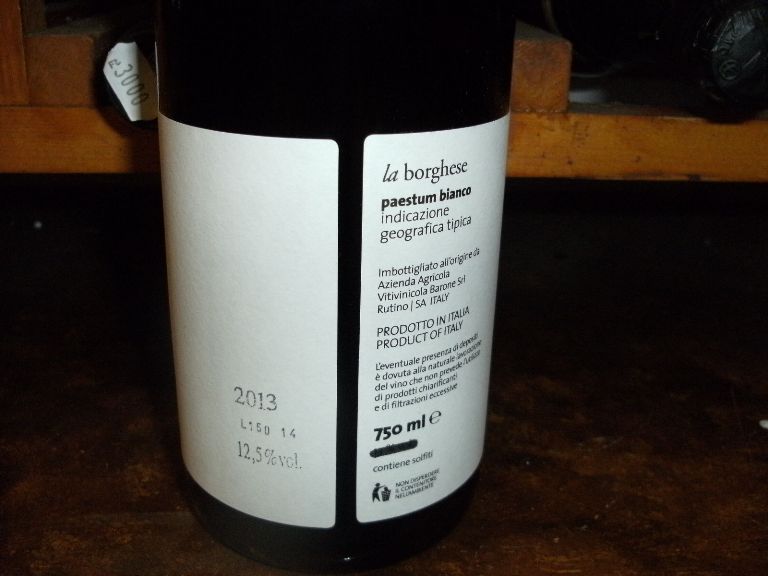 3000
2013
L150 14
12,5%vol.
la borghese
paestum bianco
indicazione
geografica tipica
Imbottigliato all'origine da
Azienda Agricola
Vitivinicola Barone Srl
Rutino | SA ITALY
PRODOTTO IN ITALIA
PRODUCT OF ITALY
L'eventuale presenza di depositi
è dovuta alla naturale lavorazione
del vino che non prevede l'utilizzo
di prodotti chiarificanti
e di filtrazioni eccessive
750 ml e
contiene solfiti
NON DISPERDERE
IL CONTENITORE
NELL'AMBIENTE